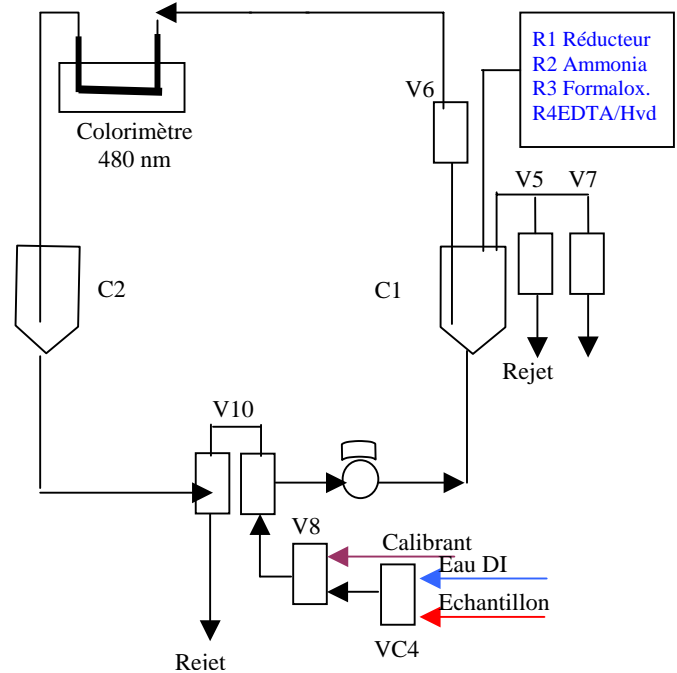 R1 Réducteur
R2 Ammonia
R3 Formalox.
R4EDTA/Hvd
V6
Colorimètre
480 nm
V5
V7
C2
C1
Rejet
V10
V8
Calibrant
Eau DI
Echantillon
VC4
Rejet